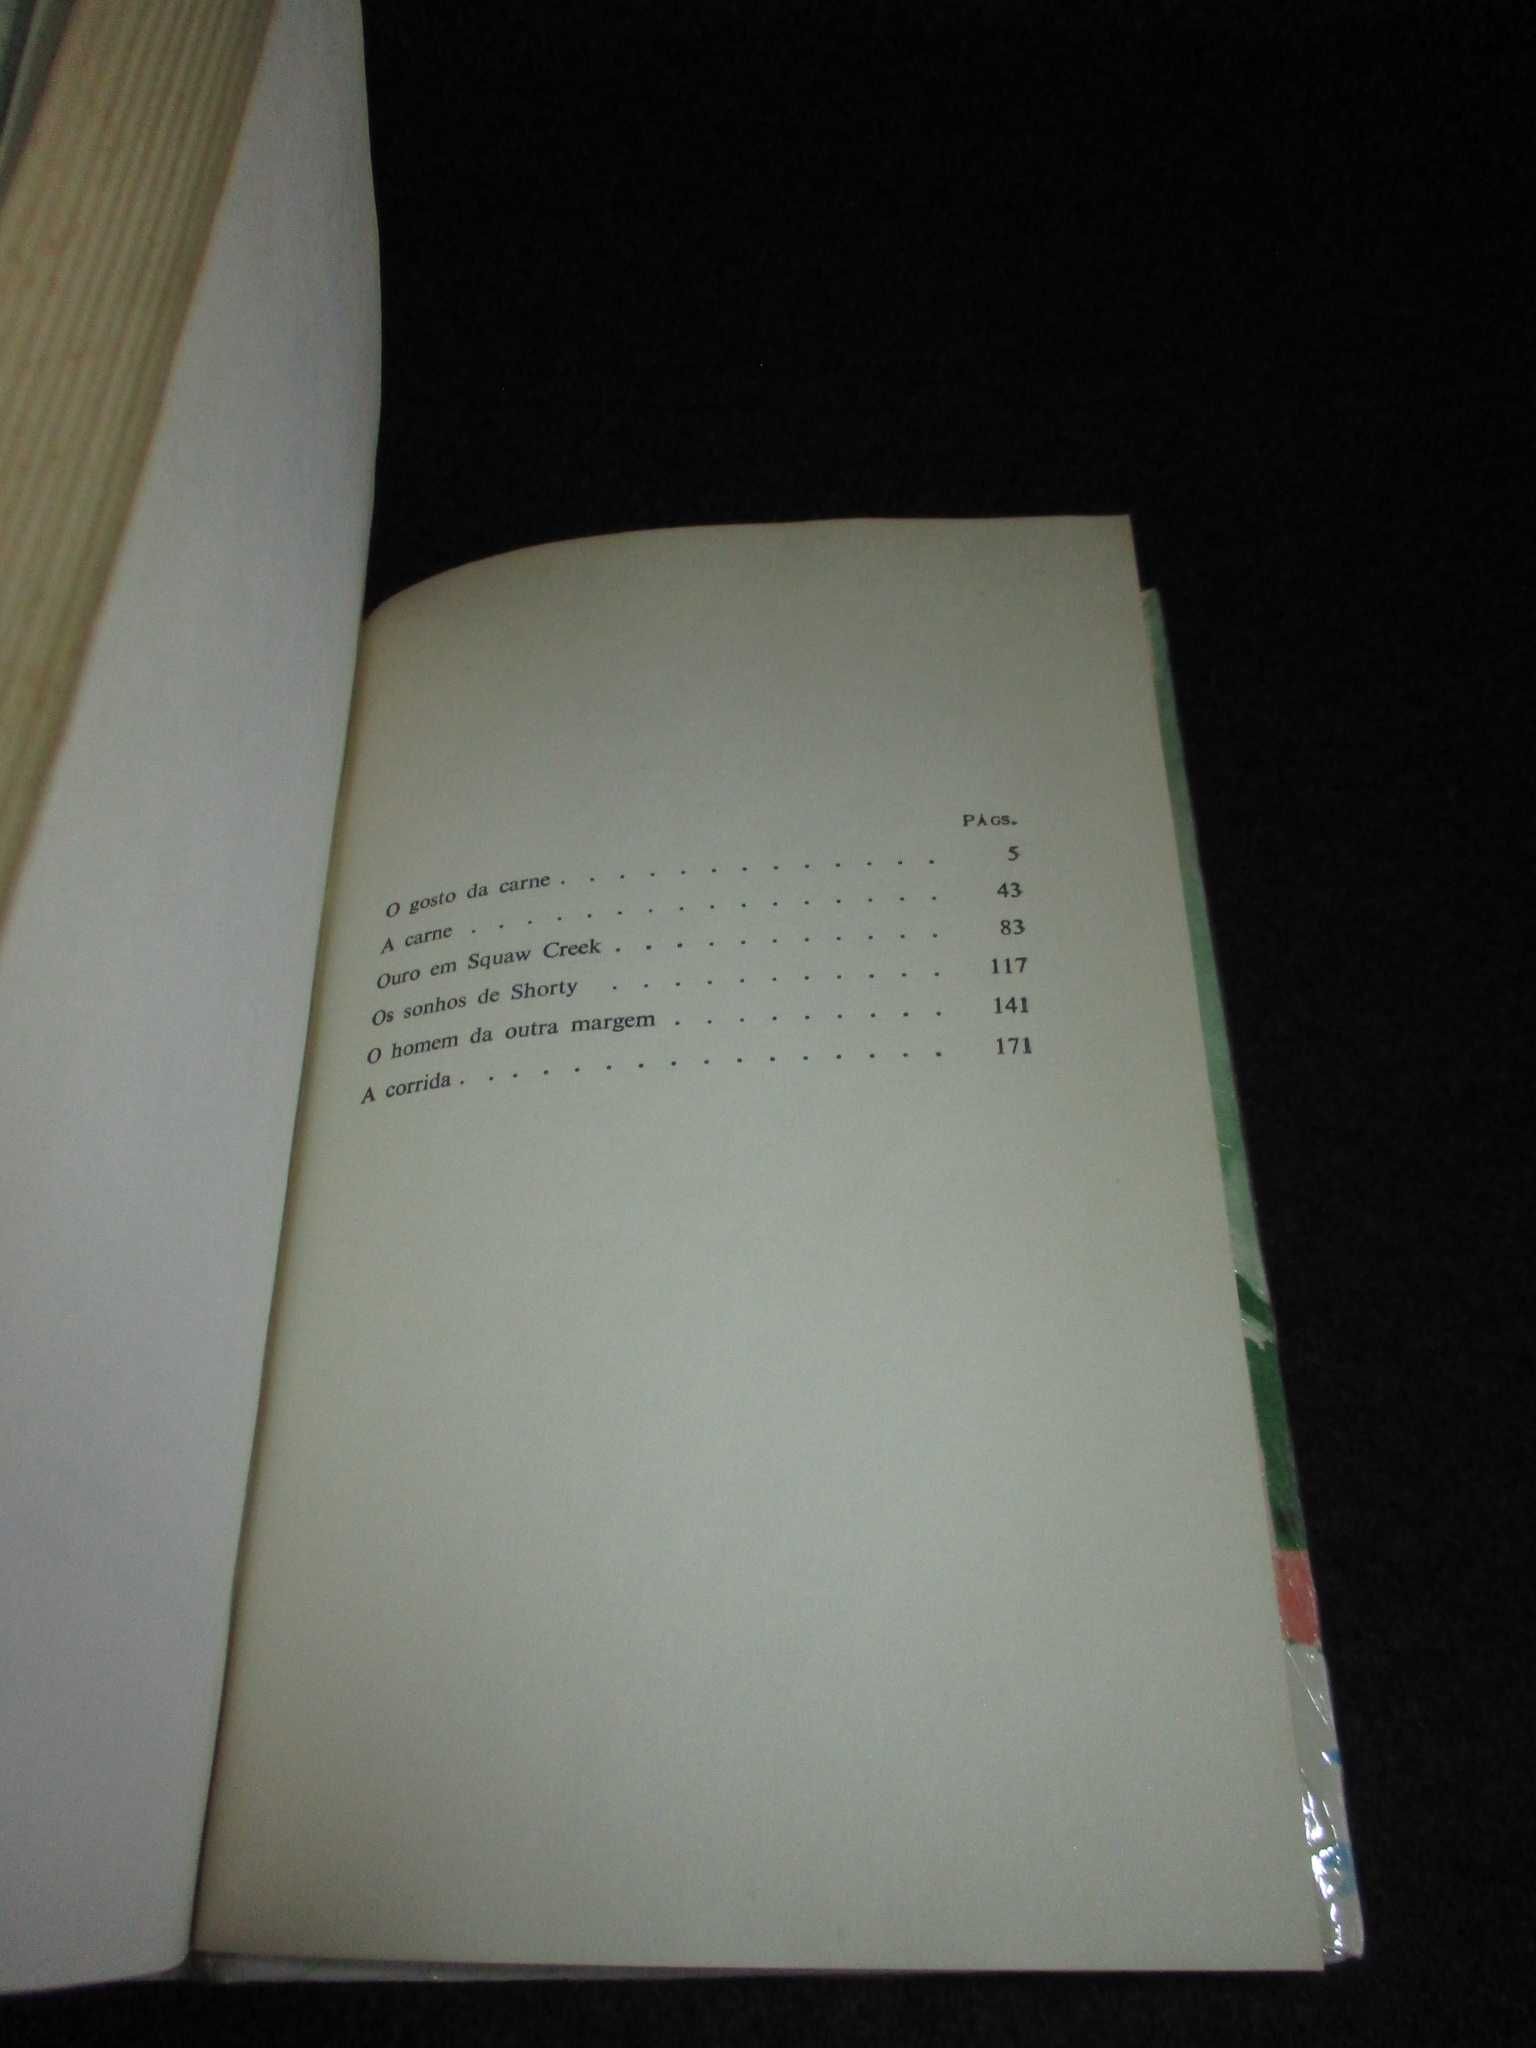 PÁGS.
O gosto da carne . . . . . . . . . . . . . 5
A carne . . . . . . . . . . . . . . . . 43
Ouro em Squaw Creek . . . . . . . . . . . 83
Os sonhos de Shorty . . . . . . . . . . . 117
O homem da outra margem . . . . . . . . . 141
A corrida . . . . . . . . . . . . . . . . 171